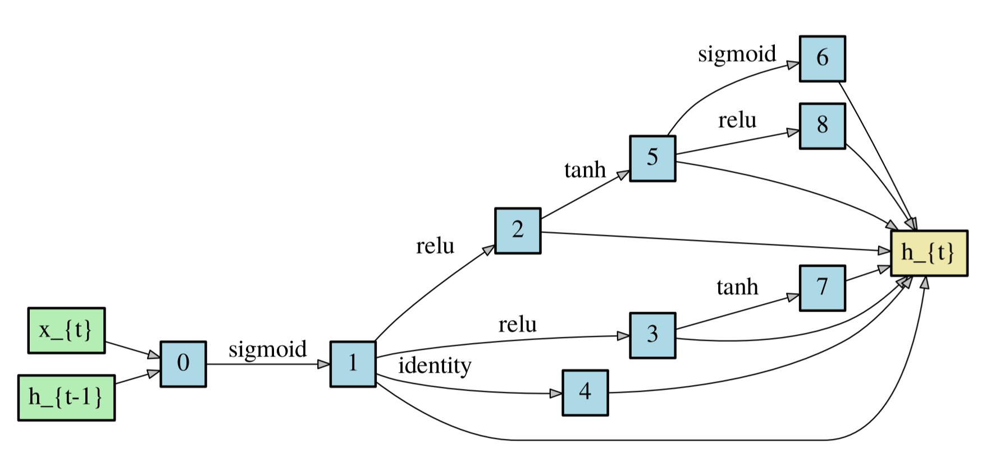 sigmoid
6
relu
8
5
tanh
2
relu
h_{t}
tanh
7
x_{t}
relu
3
0
sigmoid
1
identity
h_{t-1}
4